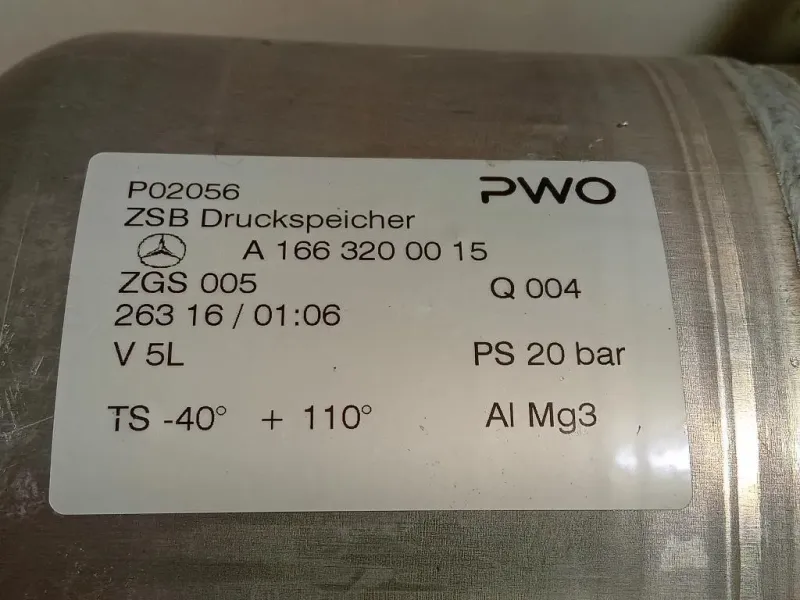 P02056
PWO
ZSB Druckspeicher
A 166 320 00 15
ZGS 005
Q 004
263 16 / 01:06
V 5L
PS 20 bar
TS -40° + 110°
Al Mg3